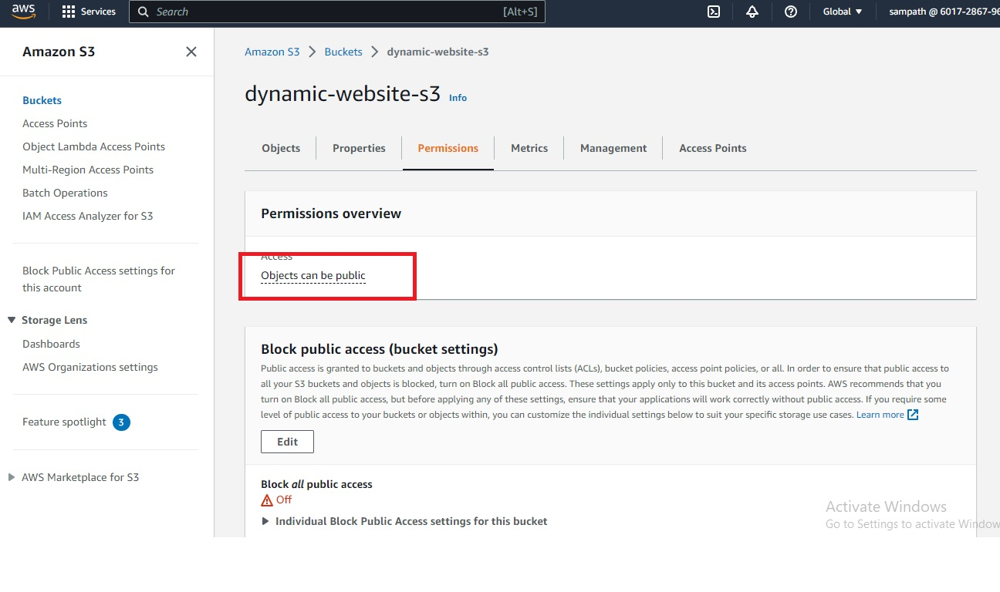 aws
Services
Search
[Alt+S]
Global
sampath @ 6017-2867-96
Amazon S3
Buckets
Access Points
Object Lambda Access Points
Multi-Region Access Points
Batch Operations
IAM Access Analyzer for S3
Block Public Access settings for
this account
Storage Lens
Dashboards
AWS Organizations settings
Feature spotlight 3
AWS Marketplace for S3
Amazon S3 > Buckets > dynamic-website-s3
dynamic-website-s3 Info
Objects
Properties
Permissions
Metrics
Management
Access Points
Permissions overview
Access
Objects can be public
Block public access (bucket settings)
Public access is granted to buckets and objects through access control lists (ACLs), bucket policies, access point policies, or all. In order to ensure that public access to
all your S3 buckets and objects is blocked, turn on Block all public access. These settings apply only to this bucket and its access points. AWS recommends that you
turn on Block all public access, but before applying any of these settings, ensure that your applications will work correctly without public access. If you require some
level of public access to your buckets or objects within, you can customize the individual settings below to suit your specific storage use cases. Learn more
Edit
Block all public access
Off
Individual Block Public Access settings for this bucket
Activate Windows
Go to Settings to activate Window